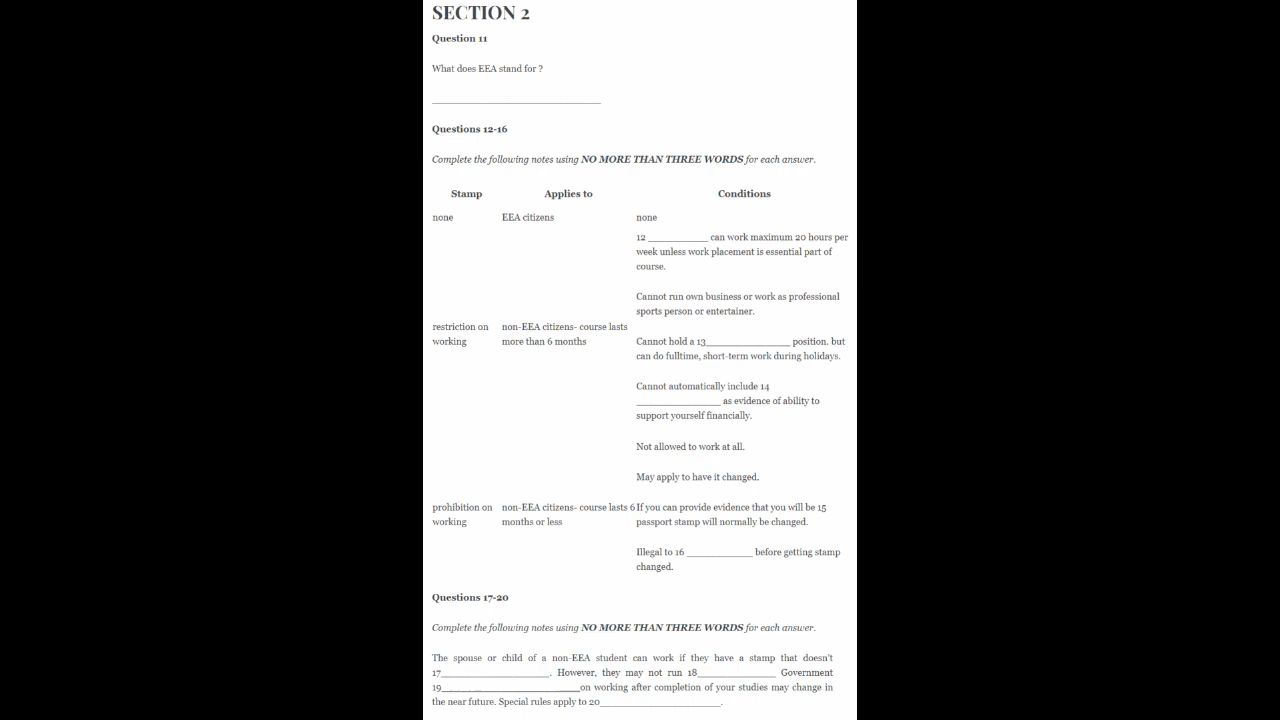 SECTION 2
Question 11
What does EEA stand for ?
______________________________
Questions 12-16
Complete the following notes using NO MORE THAN THREE WORDS for each answer.
Stamp Applies to Conditions
none EEA citizens none
12 ___________ can work maximum 20 hours per
week unless work placement is essential part of
course.
Cannot run own business or work as professional
sports person or entertainer.
restriction on non-EEA citizens- course lasts
working more than 6 months
Cannot hold a 13_______________ position. but
can do fulltime, short-term work during holidays.
Cannot automatically include 14
_______________ as evidence of ability to
support yourself financially.
Not allowed to work at all.
May apply to have it changed.
prohibition on non-EEA citizens- course lasts 6 If you can provide evidence that you will be 15
working months or less passport stamp will normally be changed.
Illegal to 16 ____________ before getting stamp
changed.
Questions 17-20
Complete the following notes using NO MORE THAN THREE WORDS for each answer.
The spouse or child of a non-EEA student can work if they have a stamp that doesn't
17___________________. However, they may not run 18______________ Government
19_________________________on working after completion of your studies may change in
the near future. Special rules apply to 20______________________.